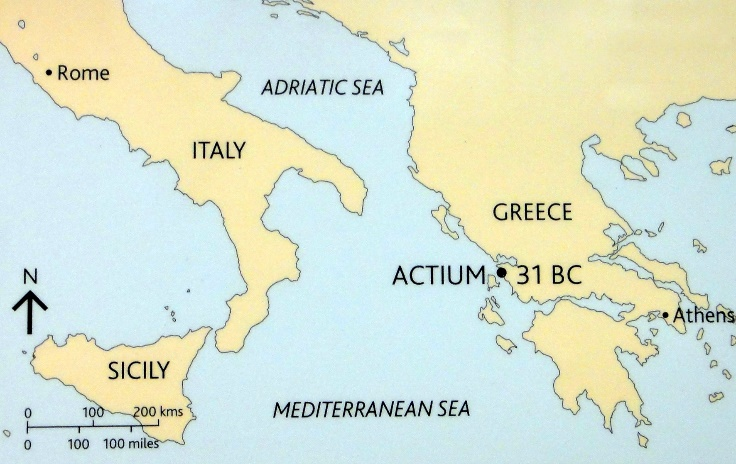 Rome
ADRIATIC SEA
ITALY
GREECE
ACTIUM 31 BC
N
Athens
SICILY
0 100 200 kms
MEDITERRANEAN SEA
0 100 100 miles